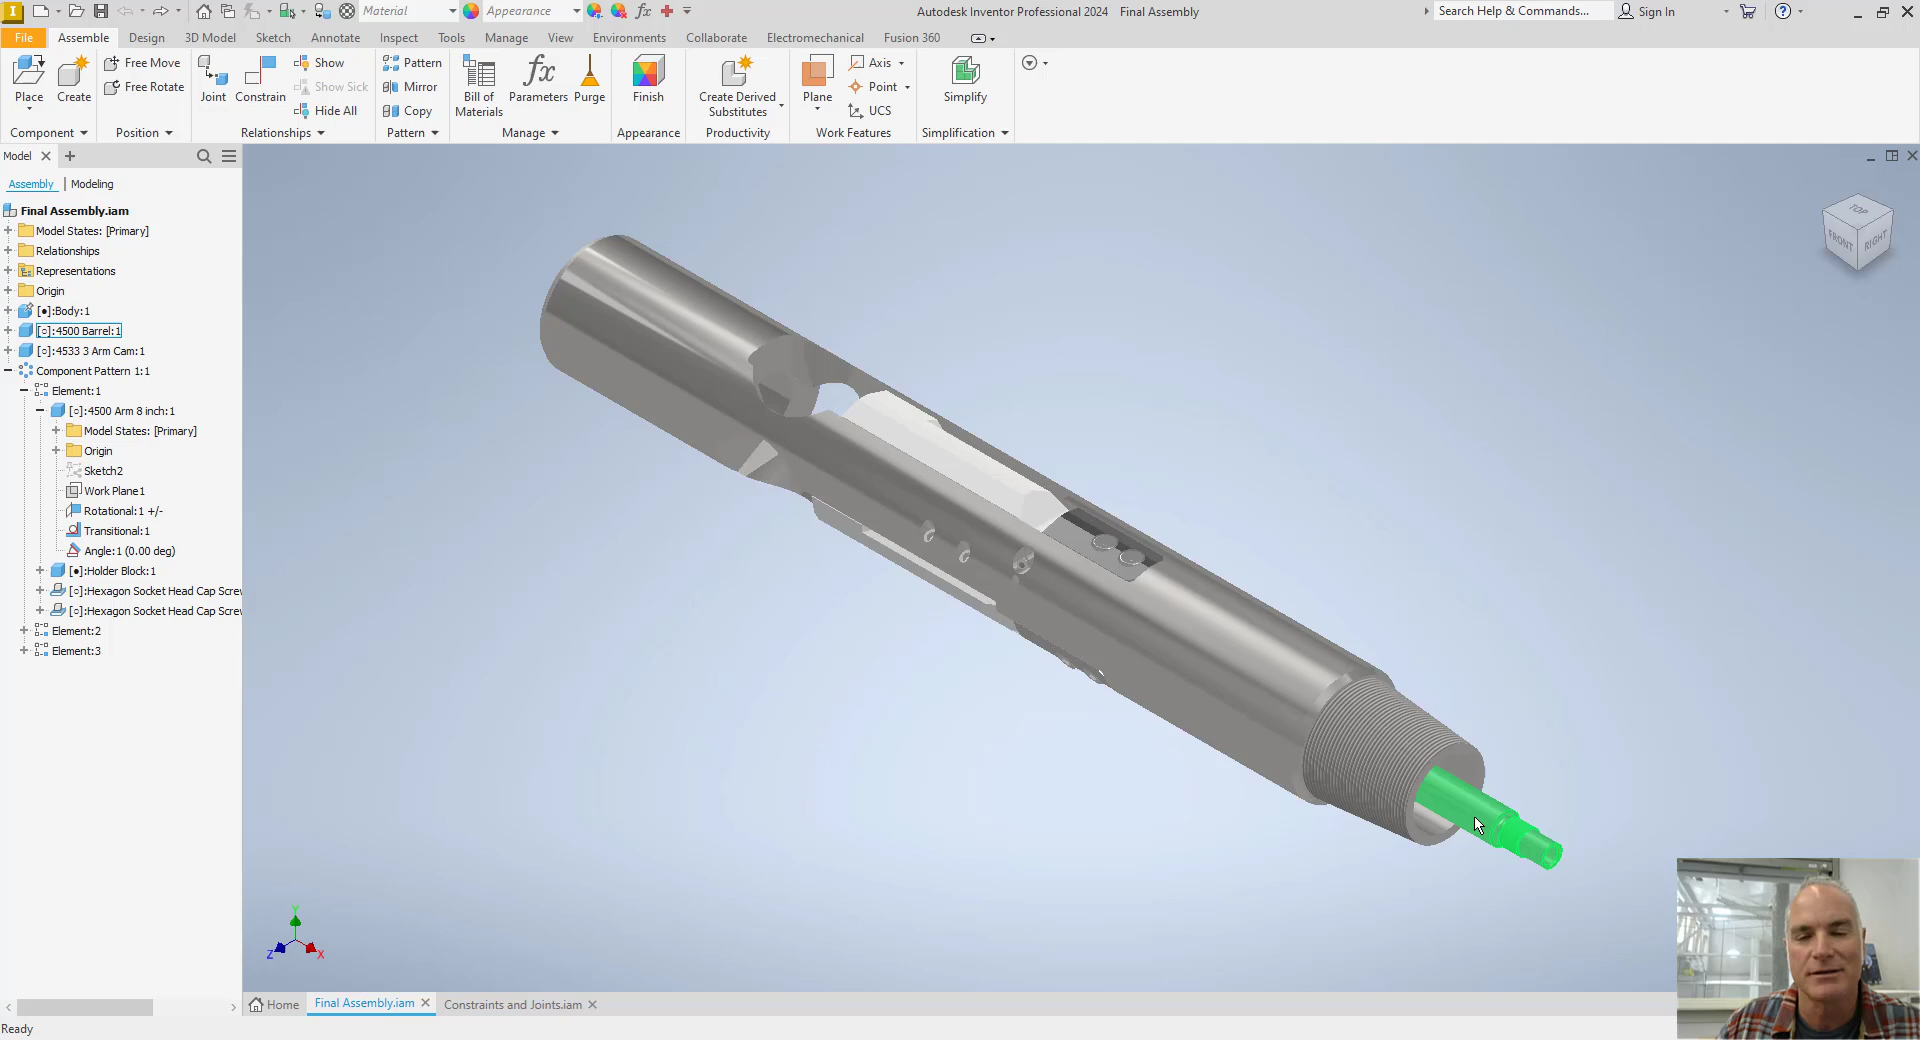 Material
Appearance
Autodesk Inventor Professional 2024 Final Assembly
Search Help & Commands...
Sign In
File Assemble Design 3D Model Sketch Annotate Inspect Tools Manage View Environments Collaborate Electromechanical Fusion 360
Place
Create
Component
Free Move
Free Rotate
Position
Joint
Constrain
Show
Show Sick
Hide All
Relationships
Pattern
Mirror
Copy
Pattern
Bill of
Materials
fx
Parameters
Purge
Manage
Finish
Appearance
Create Derived
Substitutes
Productivity
Plane
Axis
Point
UCS
Work Features
Simplify
Simplification
Model
Assembly | Modeling
Final Assembly.iam
Model States: [Primary]
Relationships
Representations
Origin
[●]:Body:1
[○]:4500 Barrel:1
[○]:4533 3 Arm Cam:1
Component Pattern 1:1
Element:1
[○]:4500 Arm 8 inch:1
Model States: [Primary]
Origin
Sketch2
Work Plane1
Rotational:1 +/-
Transitional:1
Angle:1 (0.00 deg)
[●]:Holder Block:1
[○]:Hexagon Socket Head Cap Screw
[○]:Hexagon Socket Head Cap Screw
Element:2
Element:3
TOP
FRONT
RIGHT
Y
Z
X
Home
Final Assembly.iam
Constraints and Joints.iam
Ready